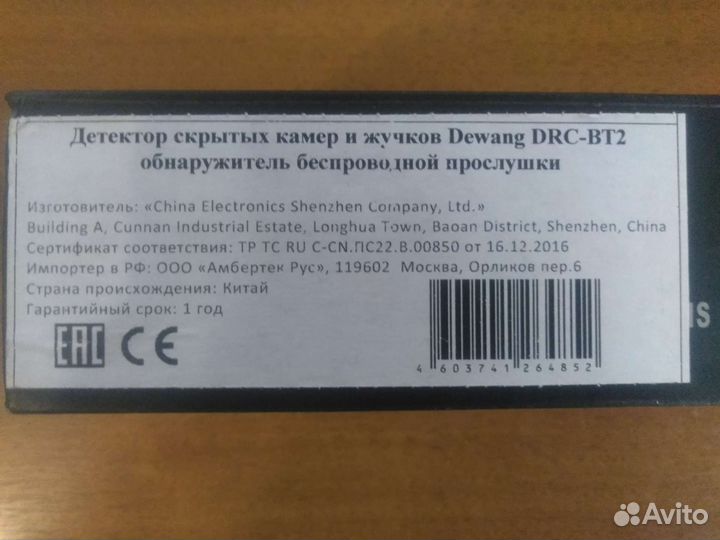 Детектор скрытых камер и жучков Dewang DRC-BT2
обнаружитель беспроводной прослушки
Изготовитель: «China Electronics Shenzhen Company, Ltd.»
Building A, Cunnan Industrial Estate, Longhua Town, Baoan District, Shenzhen, China
Сертификат соответствия: ТР ТС RU C-CN.ПС22.В.00850 от 16.12.2016
Импортер в РФ: ООО «Амбертек Рус», 119602 Москва, Орликов пер.6
Страна происхождения: Китай
Гарантийный срок: 1 год
EAC CE
4 603741 264852
Avito